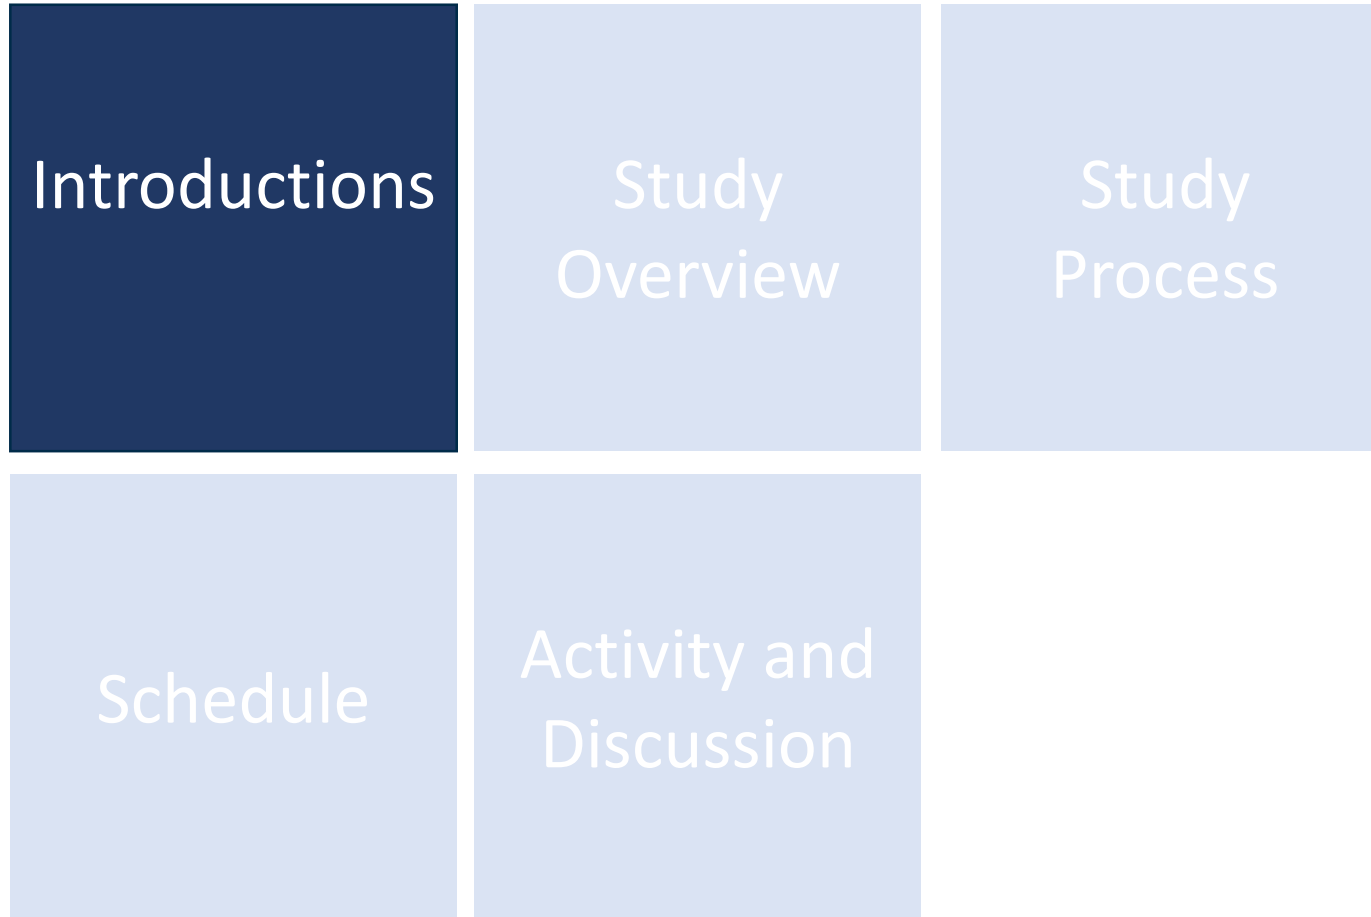 Introductions
Study
Overview
Study
Process
Schedule
Activity and
Discussion